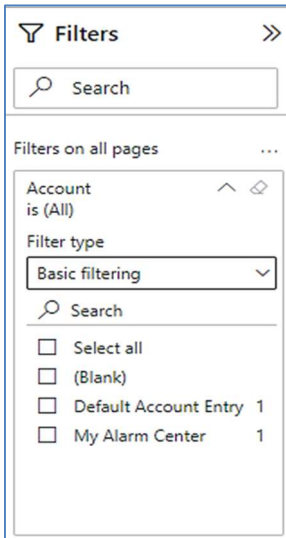 Filters
Search
Filters on all pages ...
Account
is (All)
Filter type
Basic filtering
Search
Select all
(Blank)
Default Account Entry 1
My Alarm Center 1